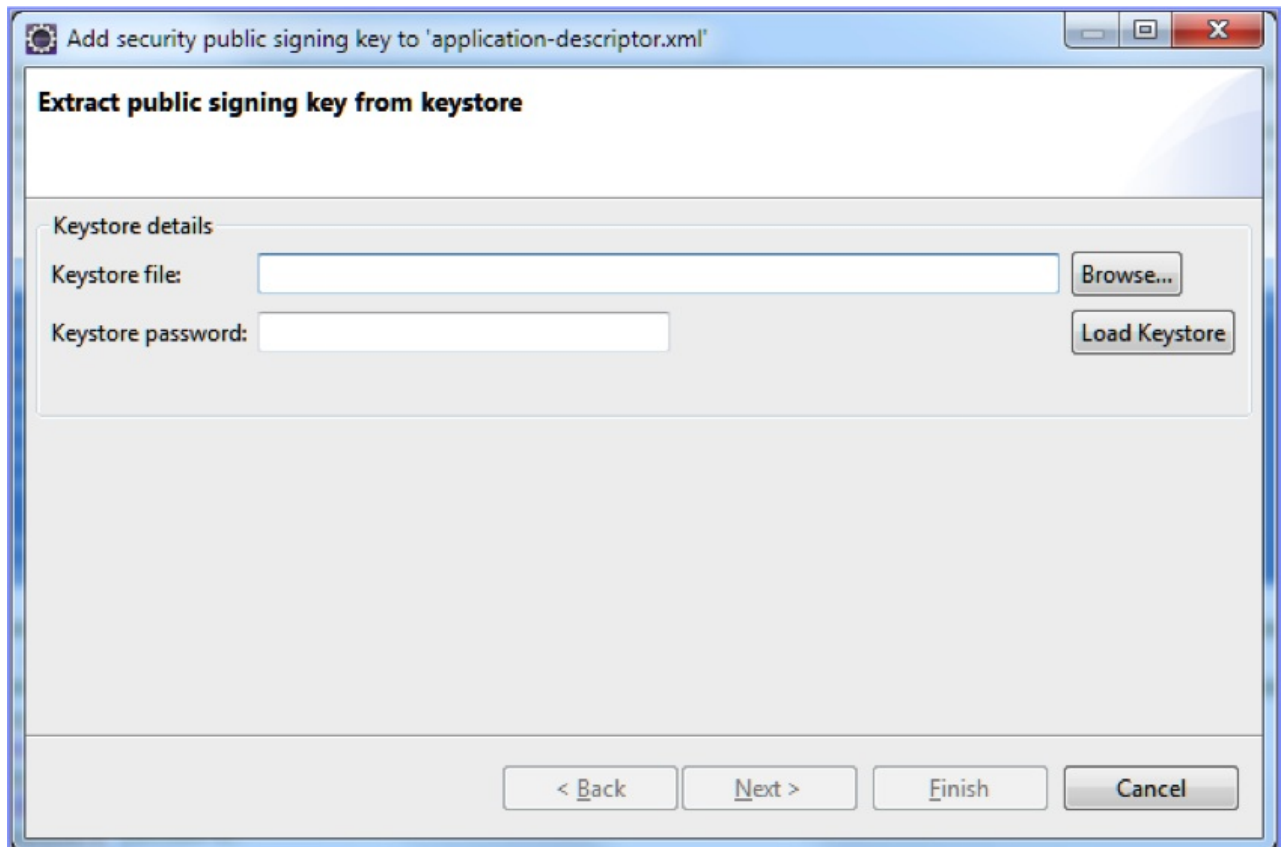 Add security public signing key to 'application-descriptor.xml'
Extract public signing key from keystore
Keystore details
Keystore file:
Browse...
Keystore password:
Load Keystore
< Back
Next >
Finish
Cancel